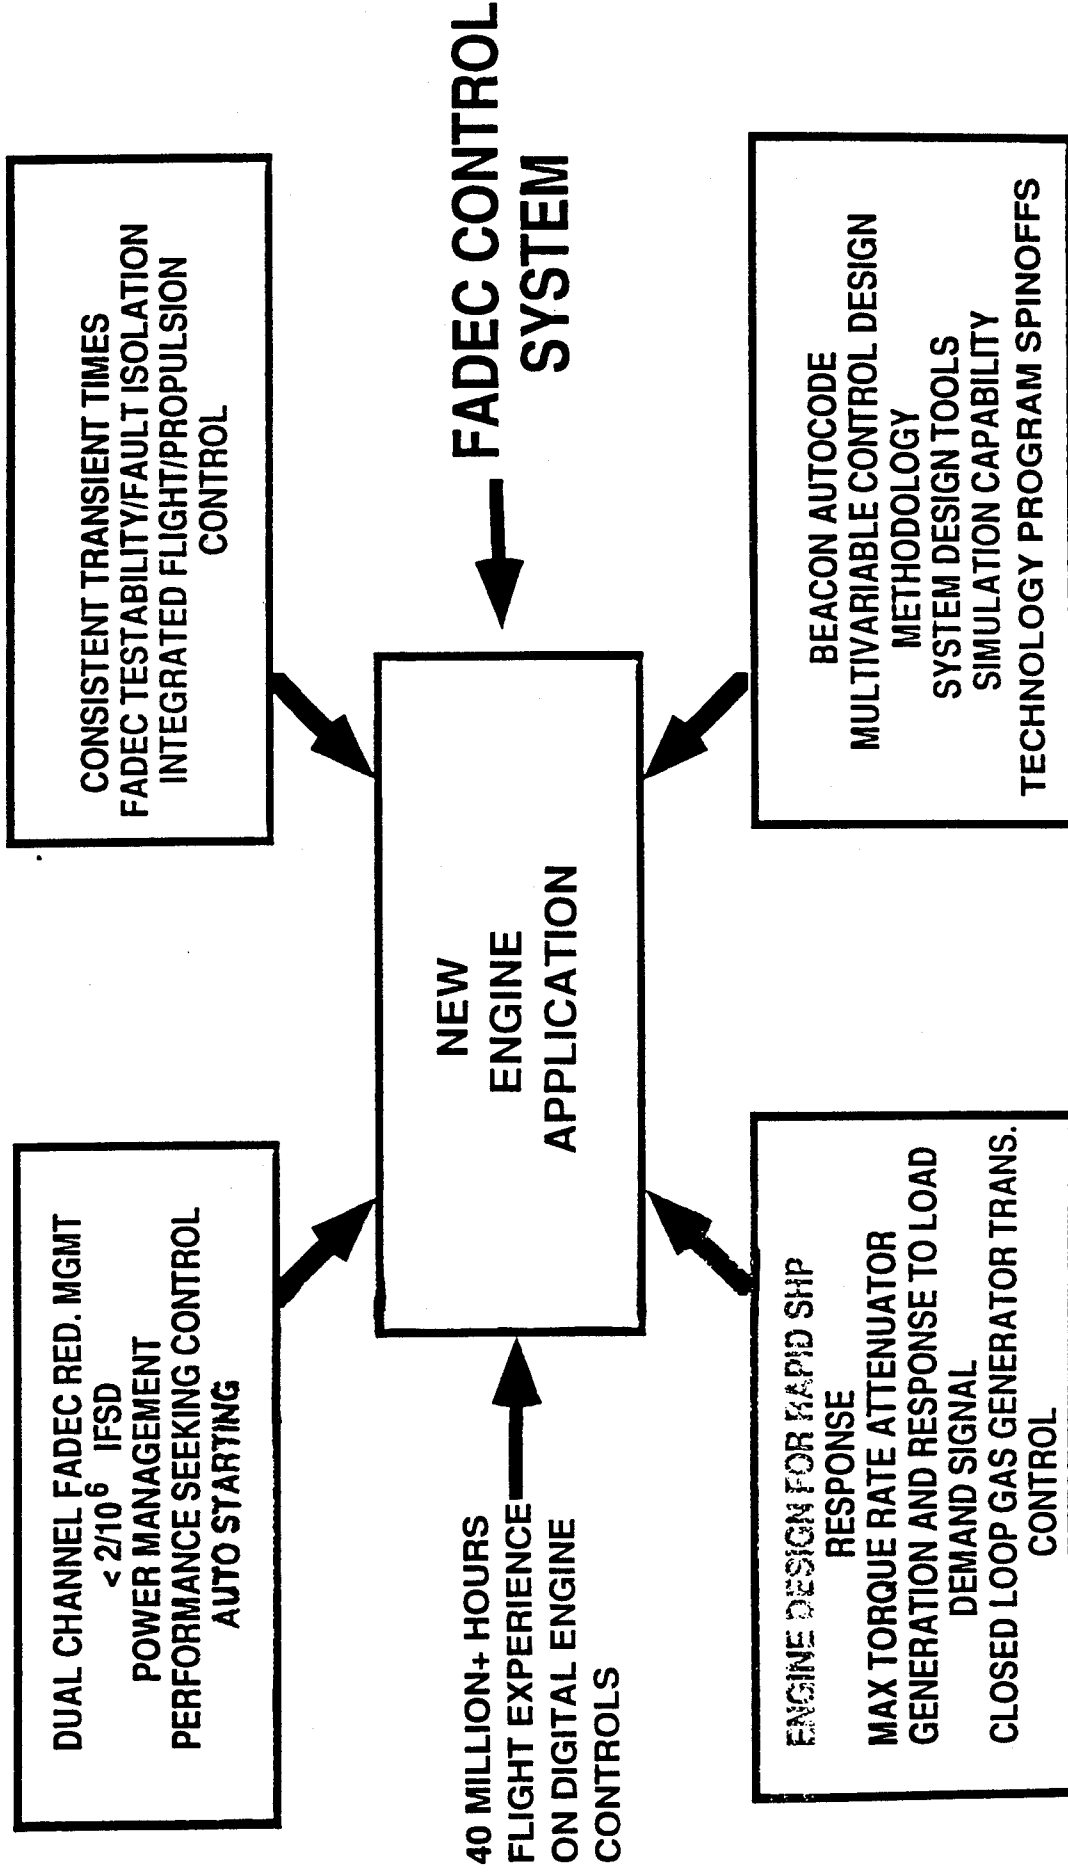 DUAL CHANNEL FADEC RED. MGMT
< 2/10^6 IFSD
POWER MANAGEMENT
PERFORMANCE SEEKING CONTROL
AUTO STARTING
CONSISTENT TRANSIENT TIMES
FADEC TESTABILITY/FAULT ISOLATION
INTEGRATED FLIGHT/PROPULSION
CONTROL
40 MILLION+ HOURS
FLIGHT EXPERIENCE
ON DIGITAL ENGINE
CONTROLS
NEW
ENGINE
APPLICATION
FADEC CONTROL
SYSTEM
ENGINE DESIGN FOR RAPID SHP
RESPONSE
MAX TORQUE RATE ATTENUATOR
GENERATION AND RESPONSE TO LOAD
DEMAND SIGNAL
CLOSED LOOP GAS GENERATOR TRANS.
CONTROL
BEACON AUTOCODE
MULTIVARIABLE CONTROL DESIGN
METHODOLOGY
SYSTEM DESIGN TOOLS
SIMULATION CAPABILITY
TECHNOLOGY PROGRAM SPINOFFS